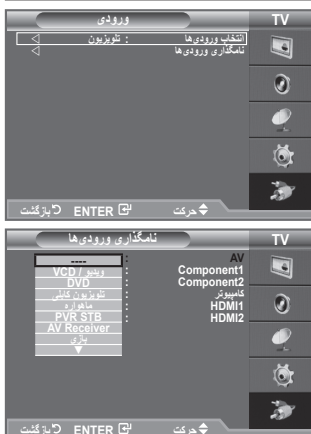 TV
ورودی
انتخاب ورودی‌ها : تلویزیون
نامگذاری ورودی‌ها
حرکت ENTER بازگشت
TV
نامگذاری ورودی‌ها
AV : ----
Component1 : ویدیو / VCD
Component2 : DVD
کامپیوتر : تلویزیون کابلی
HDMI1 : ماهواره
HDMI2 : PVR STB
AV Receiver
بازی
حرکت ENTER بازگشت